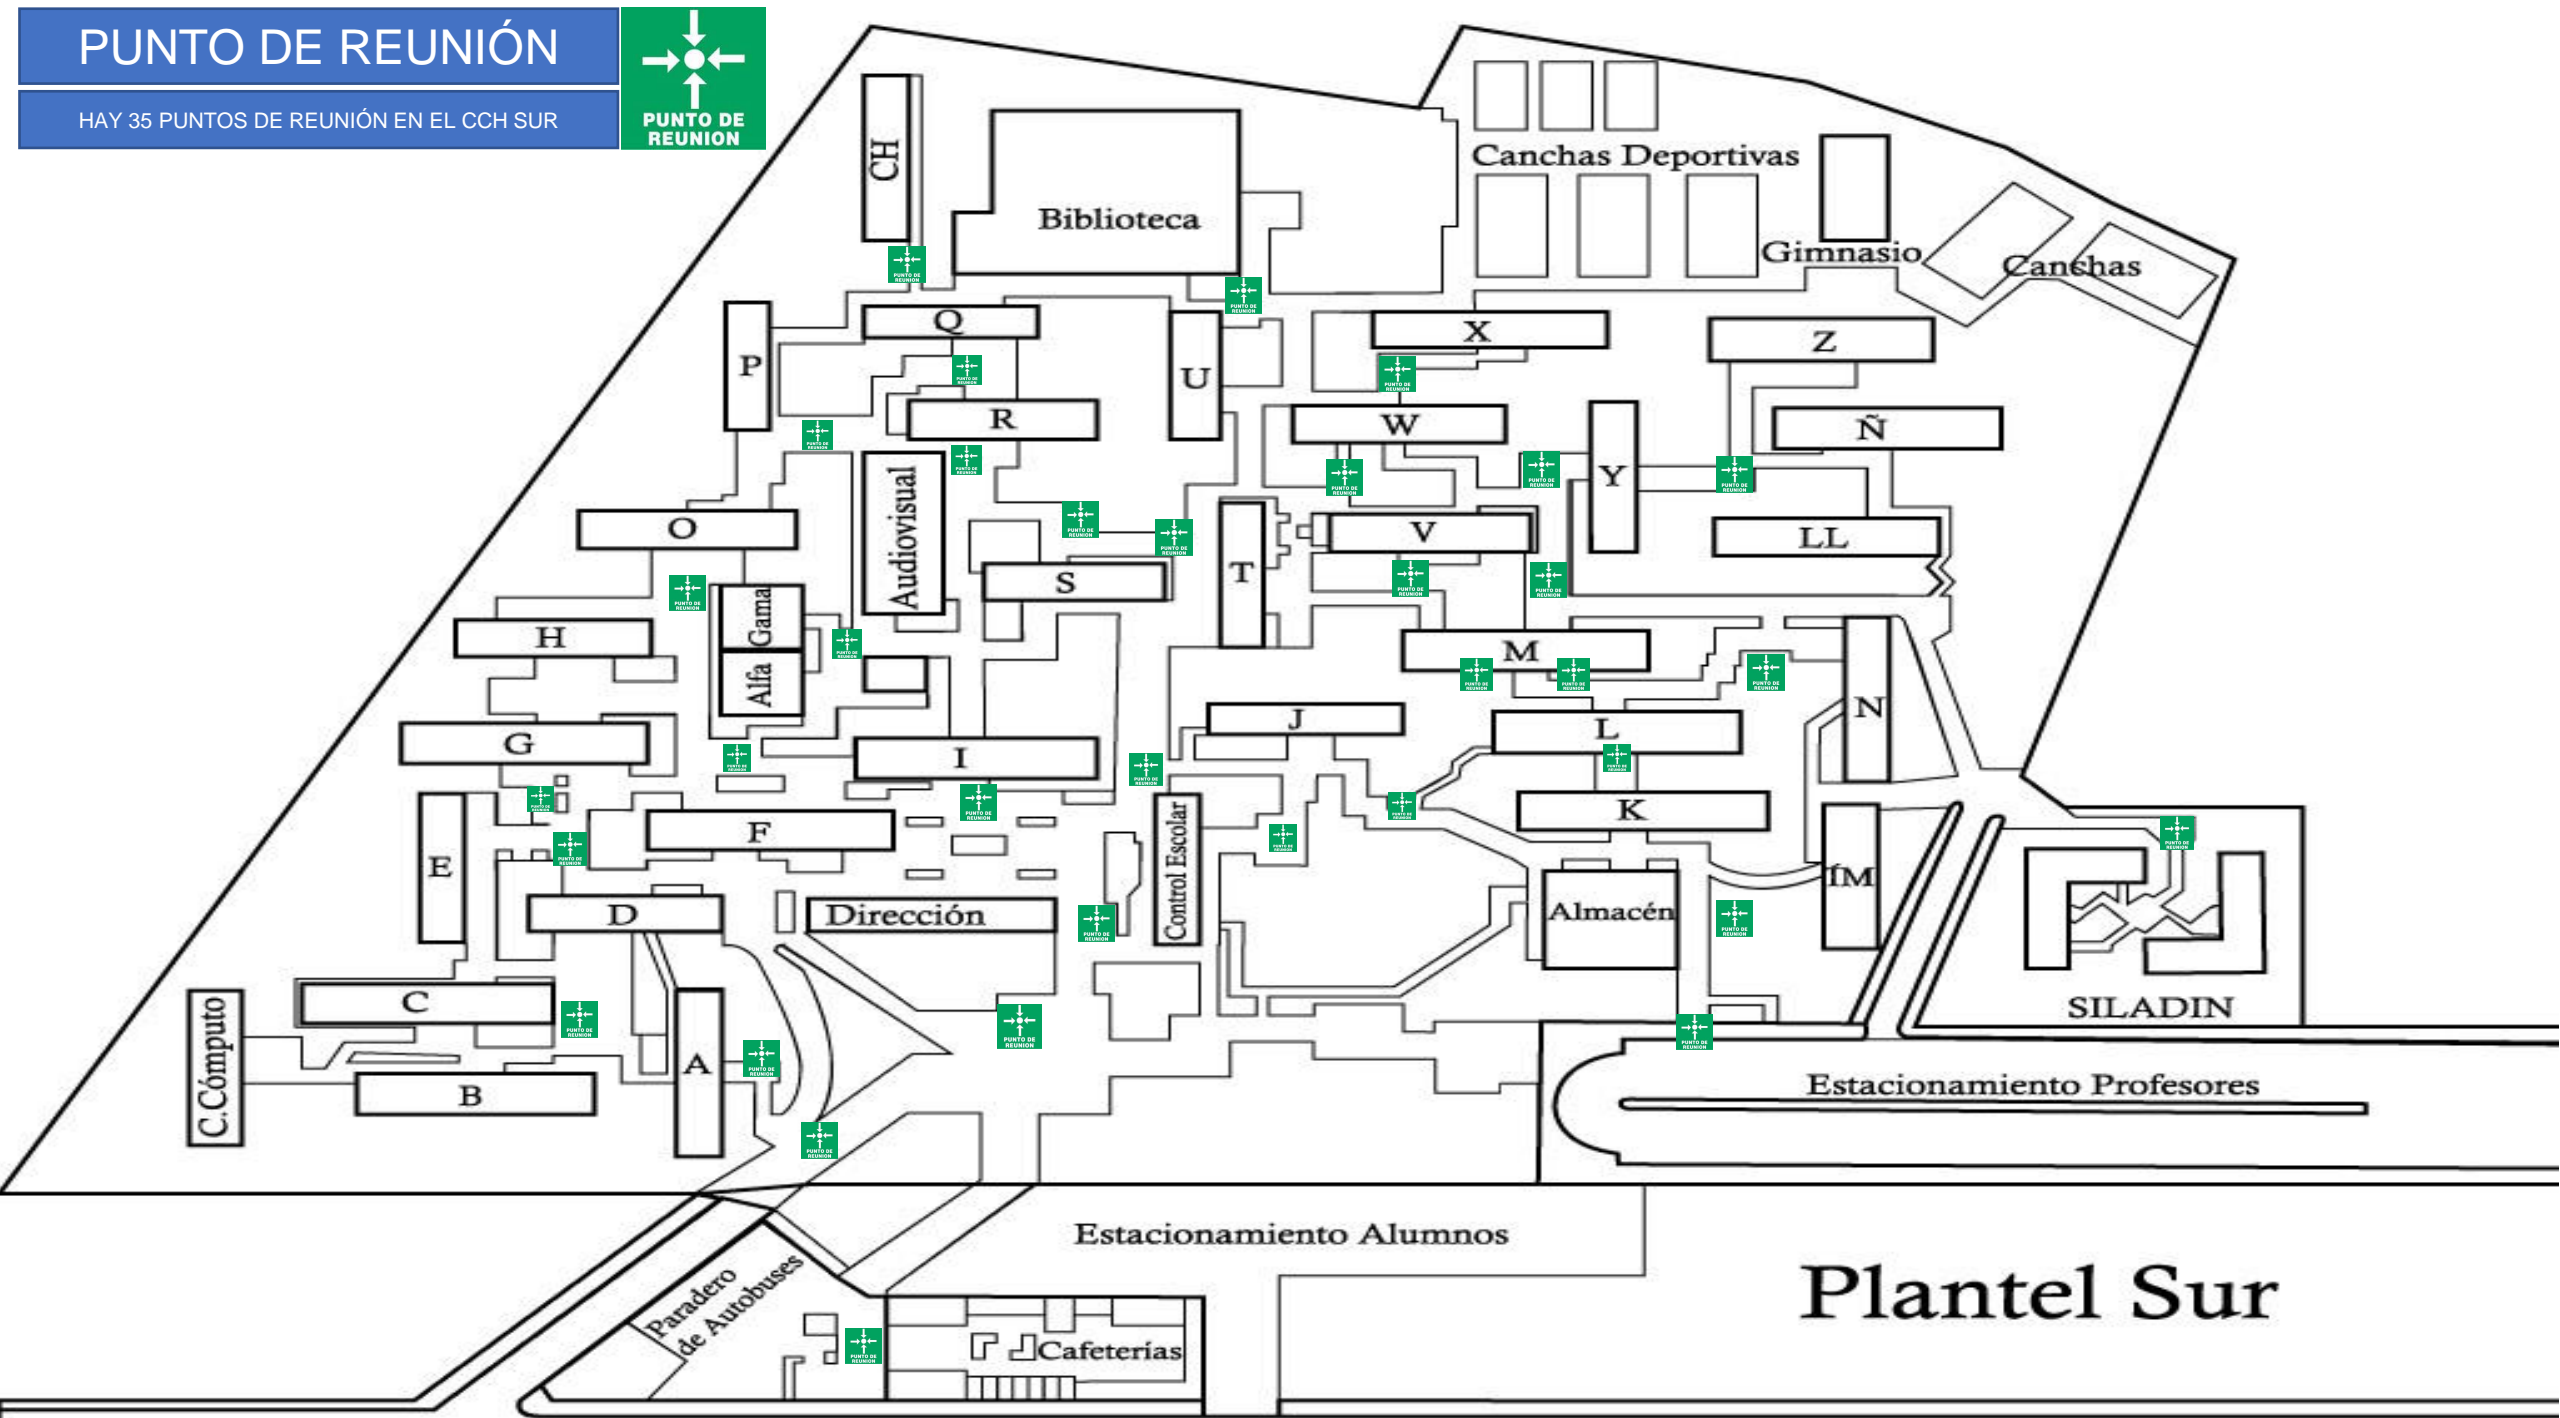 PUNTO DE REUNIÓN
HAY 35 PUNTOS DE REUNIÓN EN EL CCH SUR
PUNTO DE
REUNION
CH
Biblioteca
Canchas Deportivas
Gimnasio
Canchas
P
Q
U
X
Z
R
W
Y
Ñ
Audiovisual
O
S
T
V
LL
H
Gama
Alfa
M
N
G
I
J
L
E
F
Control Escolar
K
ÍM
D
Dirección
Almacén
C.Cómputo
C
A
B
SILADIN
Estacionamiento Profesores
Estacionamiento Alumnos
Paradero
de Autobuses
Cafeterías
Plantel Sur